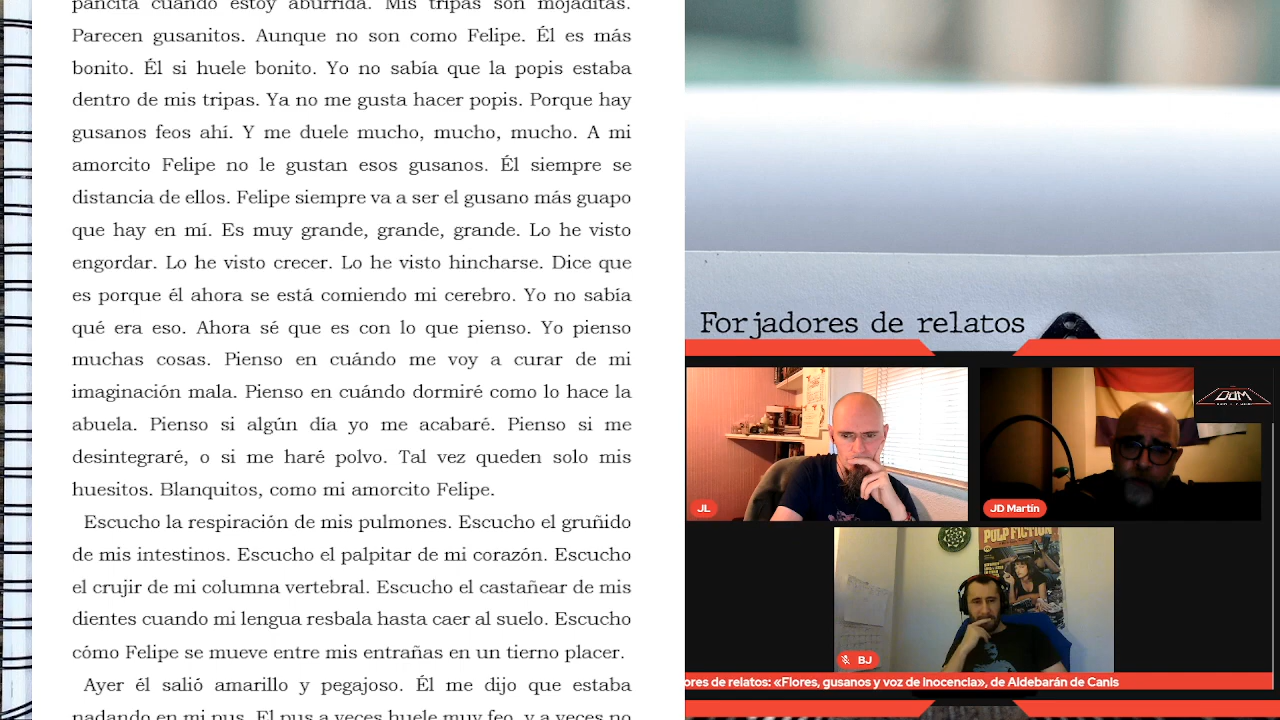 pancita cuando estoy aburrida. Mis tripas son mojaditas.
Parecen gusanitos. Aunque no son como Felipe. Él es más
bonito. Él si huele bonito. Yo no sabía que la popis estaba
dentro de mis tripas. Ya no me gusta hacer popis. Porque hay
gusanos feos ahí. Y me duele mucho, mucho, mucho. A mi
amorcito Felipe no le gustan esos gusanos. Él siempre se
distancia de ellos. Felipe siempre va a ser el gusano más guapo
que hay en mí. Es muy grande, grande, grande. Lo he visto
engordar. Lo he visto crecer. Lo he visto hincharse. Dice que
es porque él ahora se está comiendo mi cerebro. Yo no sabía
qué era eso. Ahora sé que es con lo que pienso. Yo pienso
muchas cosas. Pienso en cuándo me voy a curar de mi
imaginación mala. Pienso en cuándo dormiré como lo hace la
abuela. Pienso si algún día yo me acabaré. Pienso si me
desintegraré, o si me haré polvo. Tal vez queden solo mis
huesitos. Blanquitos, como mi amorcito Felipe.
Escucho la respiración de mis pulmones. Escucho el gruñido
de mis intestinos. Escucho el palpitar de mi corazón. Escucho
el crujir de mi columna vertebral. Escucho el castañear de mis
dientes cuando mi lengua resbala hasta caer al suelo. Escucho
cómo Felipe se mueve entre mis entrañas en un tierno placer.
Ayer él salió amarillo y pegajoso. Él me dijo que estaba
nadando en mi a veces huele muy feo, y a veces no
Forjadores de relatos
JL
JD Martín
PULP FICTION
BJ
ores de relatos: «Flores, gusanos y voz de inocencia», de Aldebarán de Canis